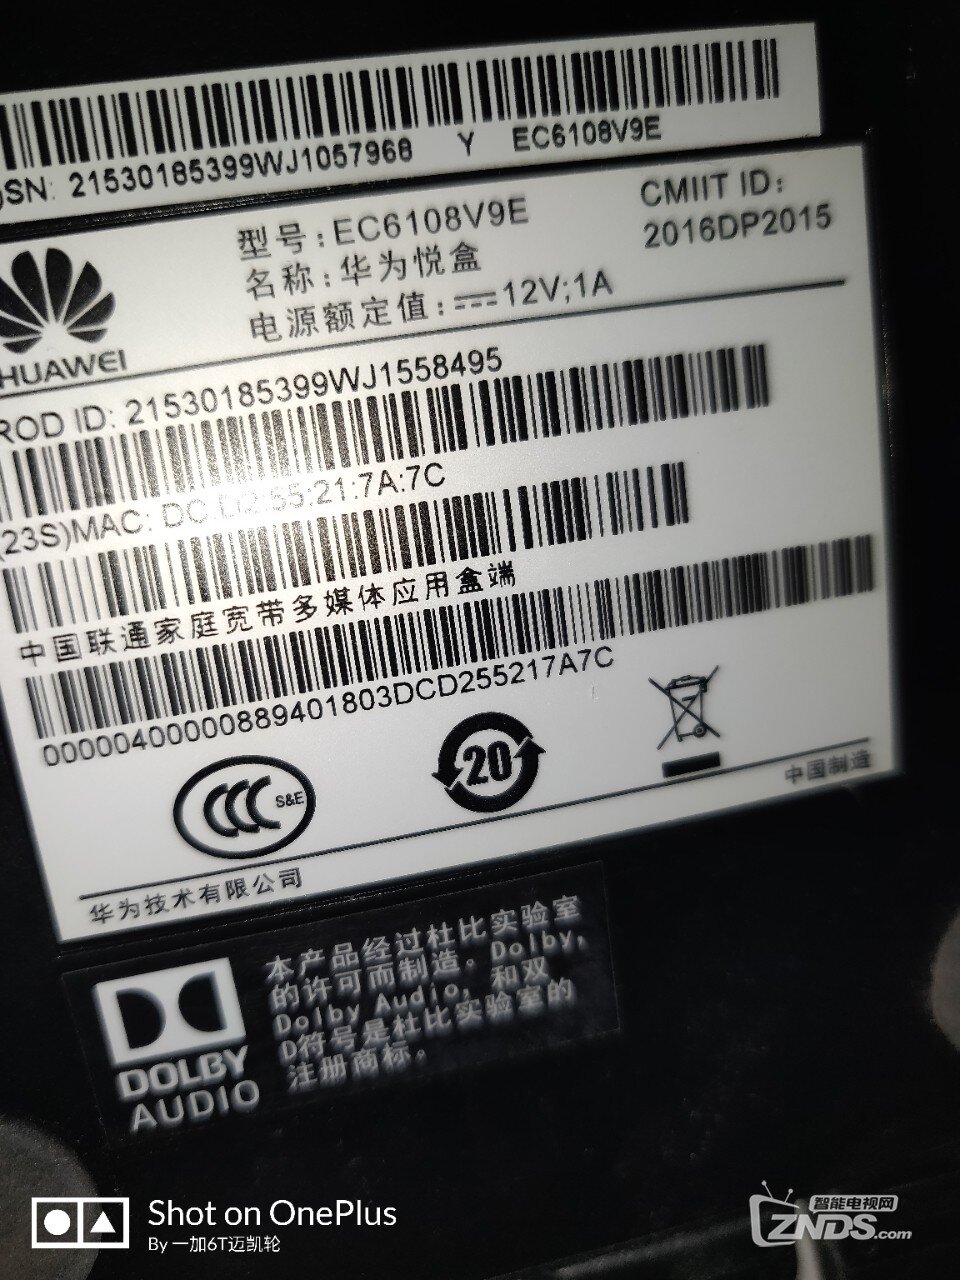 SN: 21530185399WJ1057968 Y EC6108V9E
型号: EC6108V9E
CMIIT ID:
2016DP2015
名称: 华为悦盒
电源额定值: 12V;1A
HUAWEI
ROD ID: 21530185399WJ1558495
(23S)MAC: DC:D2:55:21:7A:7C
中国联通家庭宽带多媒体应用盒端
00000400000889401803DCD255217A7C
CCC S&E
20
中国制造
华为技术有限公司
DOLBY
AUDIO
本产品经过杜比实验室
的许可而制造。Dolby,
Dolby Audio, 和双
D符号是杜比实验室的
注册商标。
Shot on OnePlus
By 一加6T迈凯轮
智能电视网
ZNDS.com